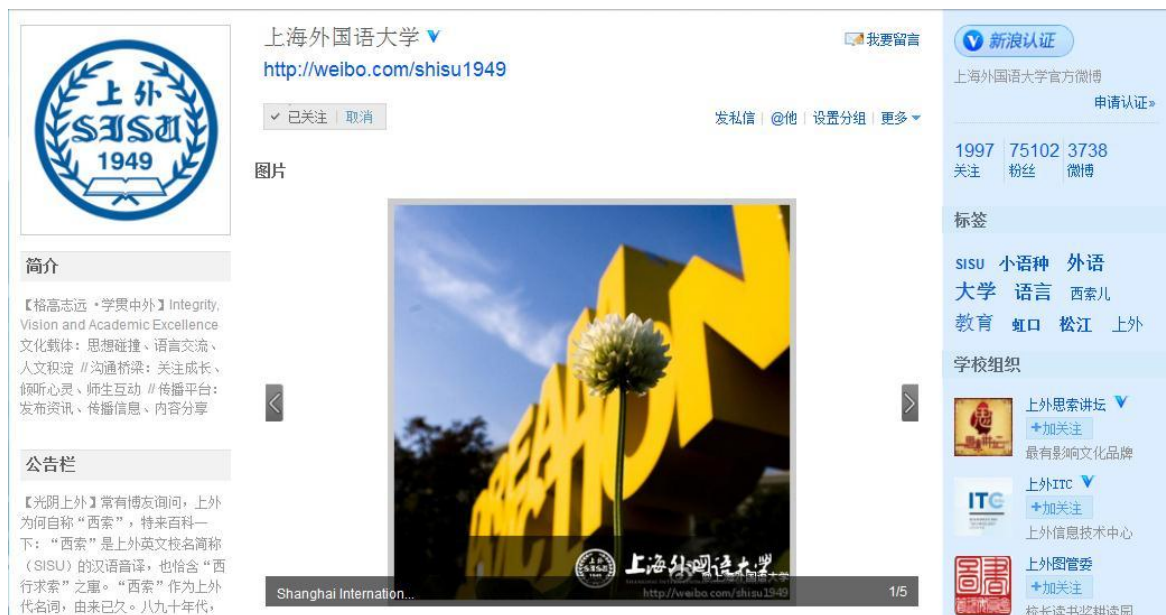 上外
SISU
1949
简介
【格高志远 •学贯中外】Integrity,
Vision and Academic Excellence
文化载体：思想碰撞、语言交流、
人文积淀 // 沟通桥梁：关注成长、
倾听心灵、师生互动 // 传播平台：
发布资讯、传播信息、内容分享
公告栏
【光阴上外】常有博友询问，上外
为何自称“西索”，特来百科一
下：“西索”是上外英文校名简称
（SISU）的汉语音译，也恰含“西
行求索”之寓。“西索”作为上外
代名词，由来已久。八九十年代，
上海外国语大学
我要留言
http://weibo.com/shisu1949
已关注 | 取消
发私信 | @他 | 设置分组 | 更多
图片
上海外国语大学
http://weibo.com/shisu1949
Shanghai Internation...
1/5
新浪认证
上海外国语大学官方微博
申请认证»
1997 75102 3738
关注 粉丝 微博
标签
SISU 小语种 外语
大学 语言 西索儿
教育 虹口 松江 上外
学校组织
上外思索讲坛
+加关注
最有影响文化品牌
ITC
上外ITC
+加关注
上外信息技术中心
圖書
上外图管委
+加关注
校长读书奖耕读园